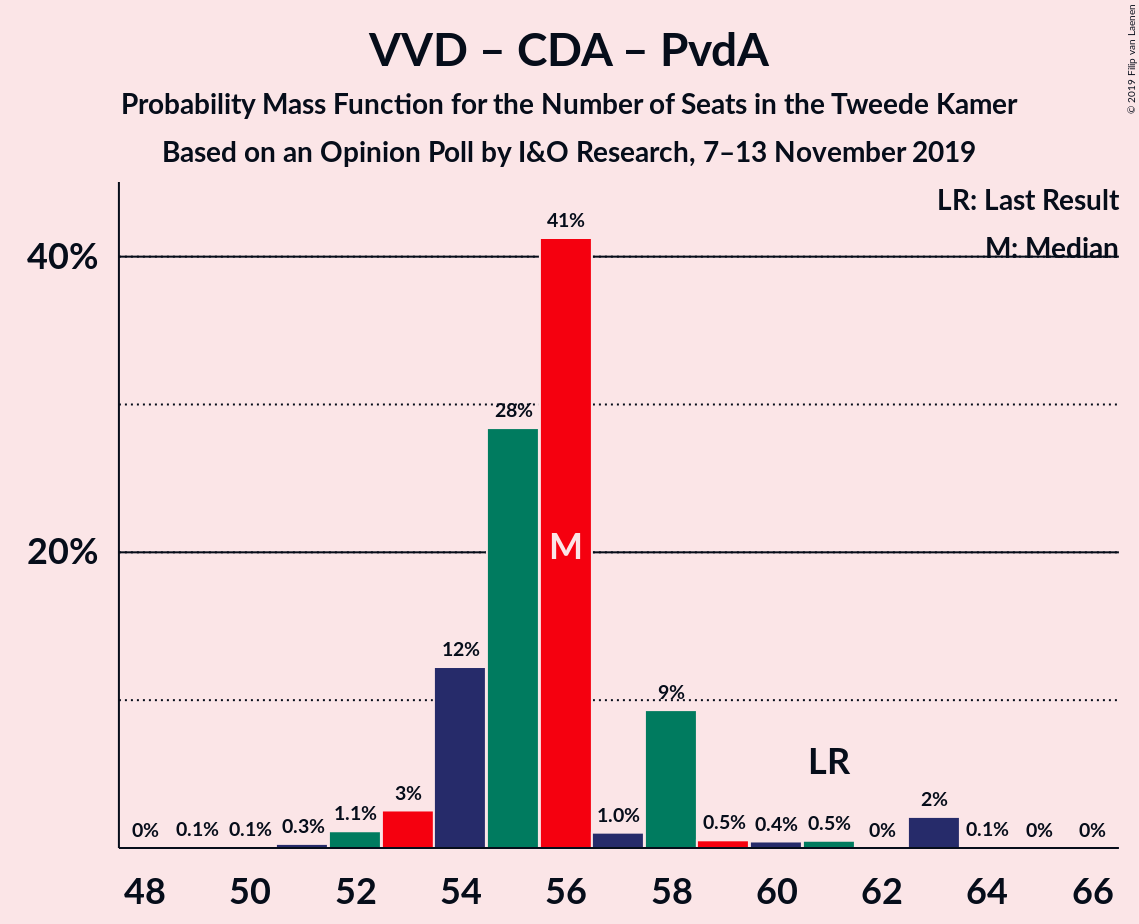 VVD – CDA – PvdA
Probability Mass Function for the Number of Seats in the Tweede Kamer
Based on an Opinion Poll by I&O Research, 7–13 November 2019
© 2019 Filip van Laenen
LR: Last Result
M: Median
40%
20%
0% 0.1% 0.1% 0.3% 1.1% 3% 12% 28% 41% 1.0% 9% 0.5% 0.4% 0.5% 0% 2% 0.1% 0% 0%
M
LR
48 50 52 54 56 58 60 62 64 66